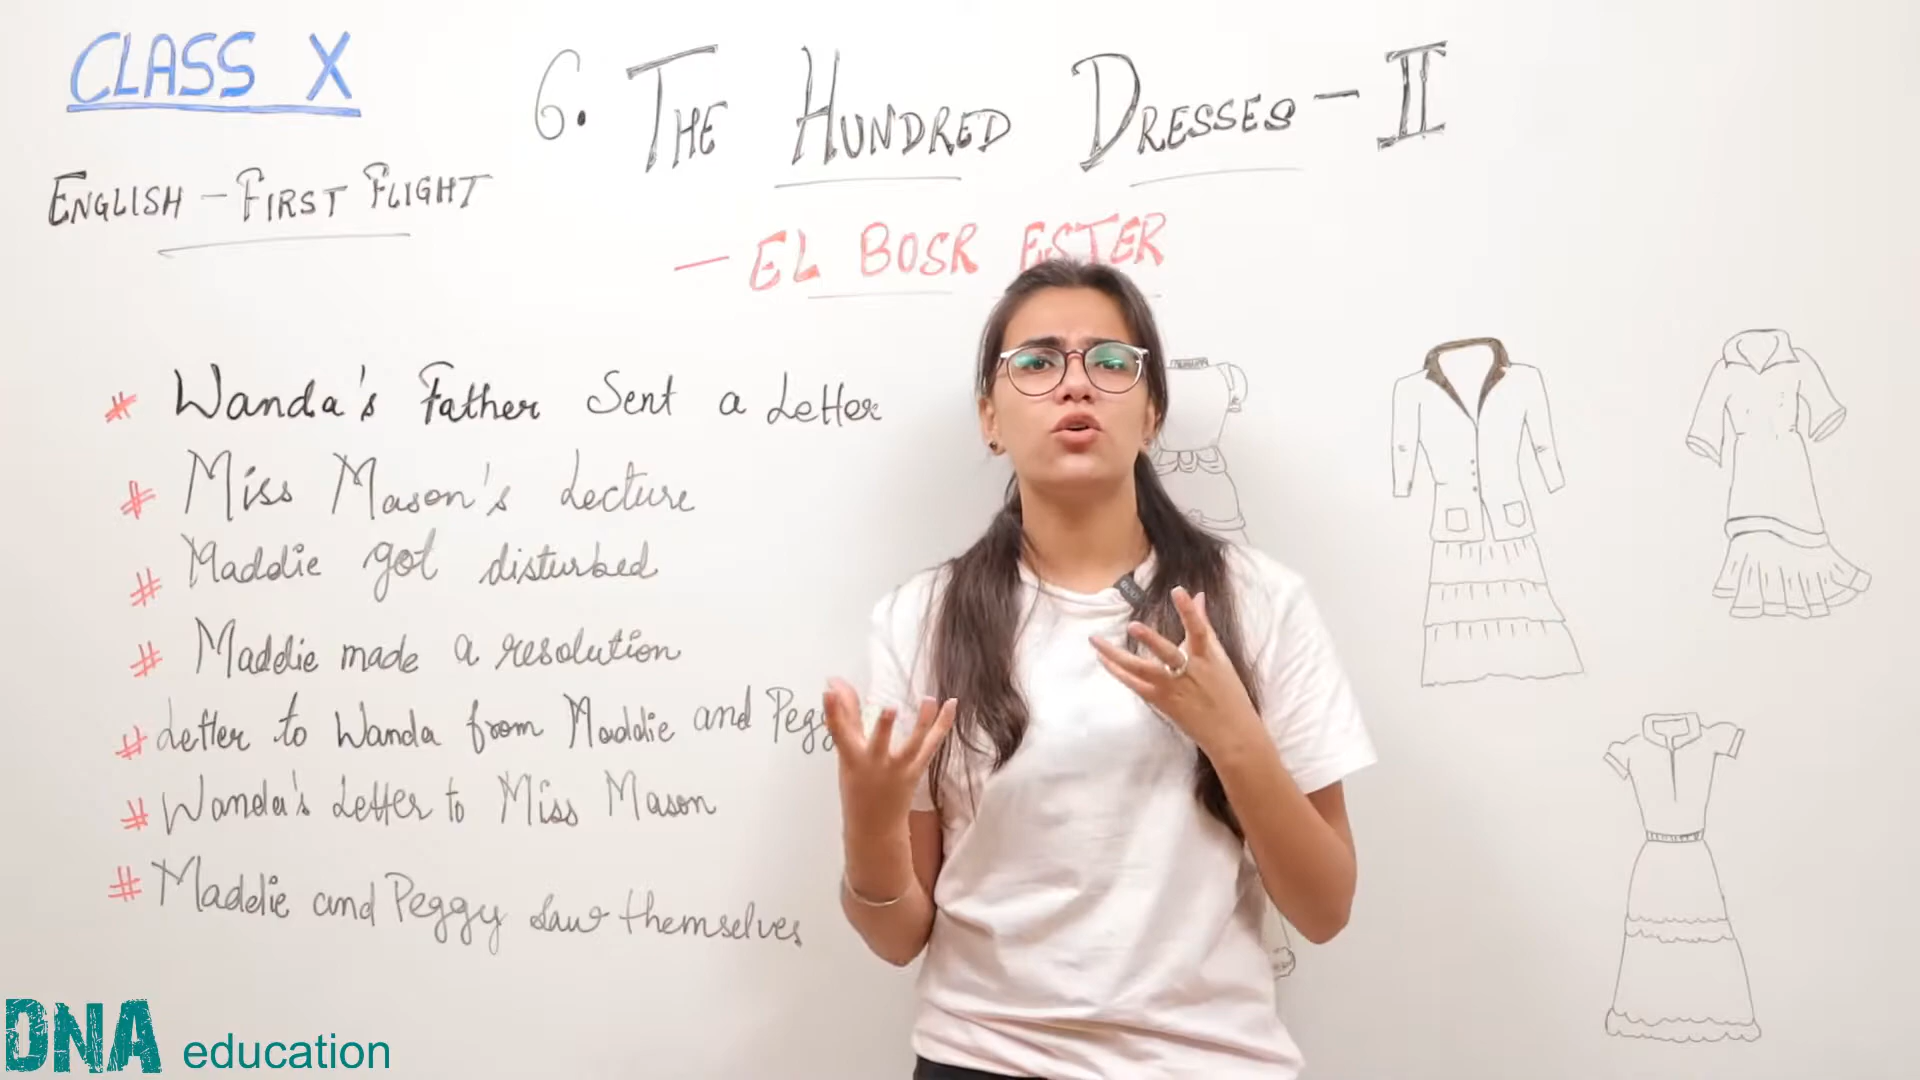 CLASS X
ENGLISH - FIRST FLIGHT
6. THE HUNDRED DRESSES - II
- EL BOSR ESTER
# Wanda's Father Sent a Letter
# Miss Mason's Lecture
# Maddie got disturbed
# Maddie made a resolution
# Letter to Wanda from Maddie and Pegg
# Wanda's Letter to Miss Mason
# Maddie and Peggy Saw themselves
DNA education